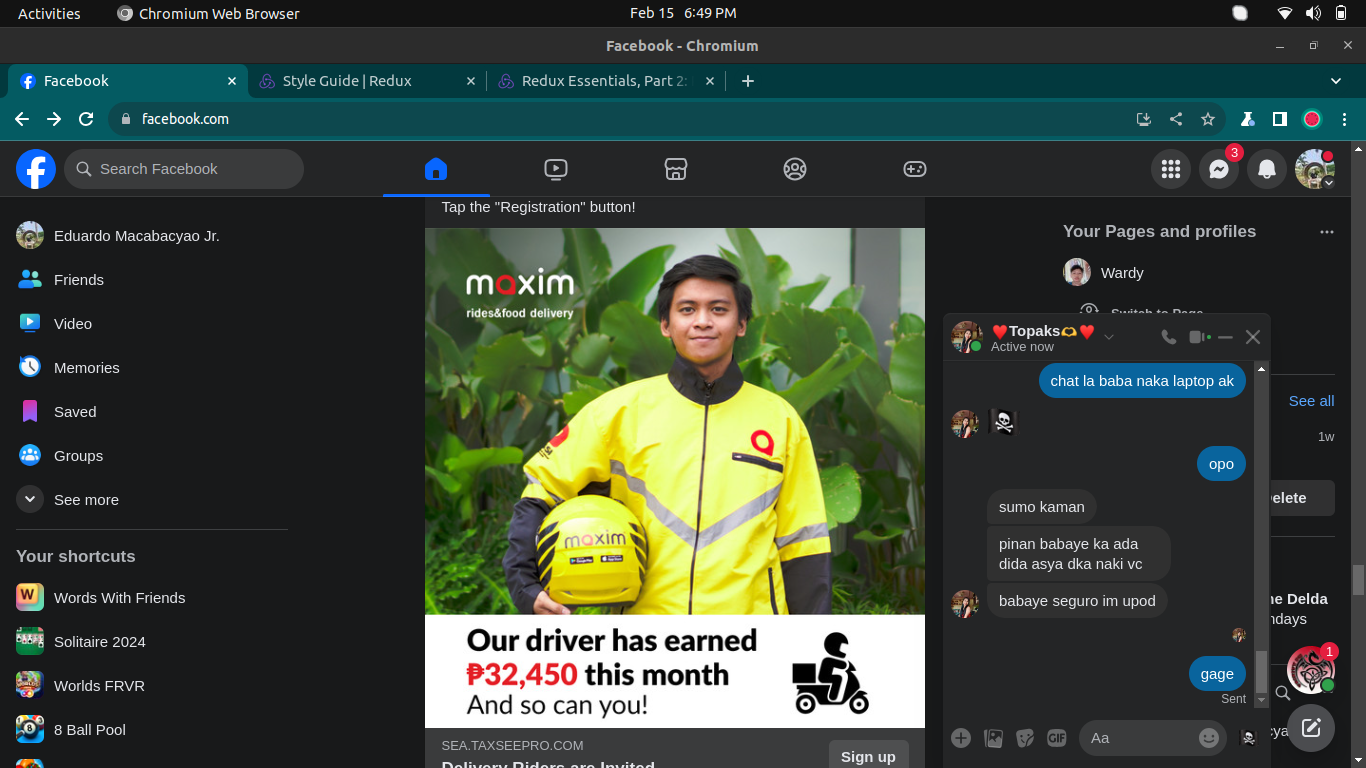 Activities
Chromium Web Browser
Feb 15 6:49 PM
Facebook - Chromium
Facebook
Style Guide | Redux
Redux Essentials, Part 2:
facebook.com
Search Facebook
3
Eduardo Macabacyao Jr.
Friends
Video
Memories
Saved
Groups
See more
Your shortcuts
Words With Friends
Solitaire 2024
Worlds FRVR
8 Ball Pool
Tap the "Registration" button!
maxim
rides&food delivery
maxim
Our driver has earned
₱32,450 this month
And so can you!
SEA.TAXSEEPRO.COM
Delivery Riders are Invited
Sign up
Your Pages and profiles
Wardy
Switch to Page
See all
1w
Delda
1
❤️Topaks🫶❤️
Active now
chat la baba naka laptop ak
🏴‍☠️
opo
sumo kaman
pinan babaye ka ada
dida asya dka naki vc
babaye seguro im upod
gage
Sent
GIF
Aa